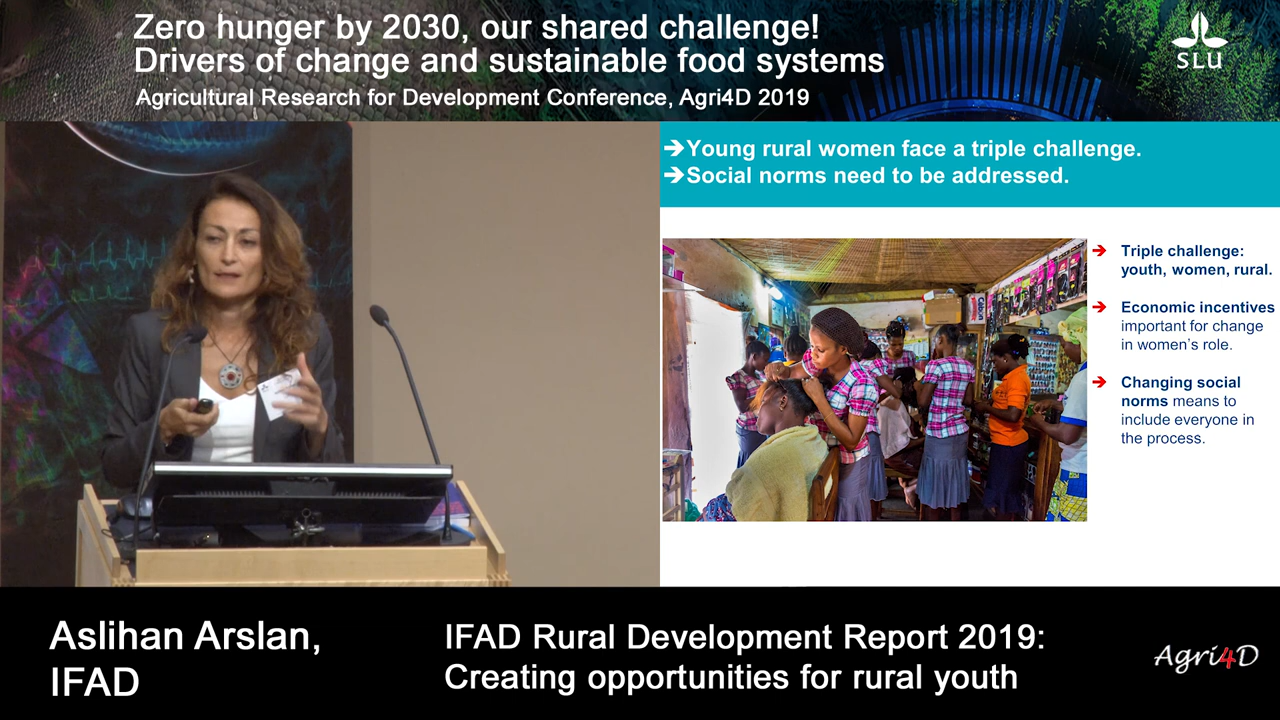 Zero hunger by 2030, our shared challenge!
Drivers of change and sustainable food systems
Agricultural Research for Development Conference, Agri4D 2019
SLU
➔Young rural women face a triple challenge.
➔Social norms need to be addressed.
➔ Triple challenge:
youth, women, rural.
➔ Economic incentives
important for change
in women's role.
➔ Changing social
norms means to
include everyone in
the process.
Aslihan Arslan,
IFAD
IFAD Rural Development Report 2019:
Creating opportunities for rural youth
Agri4D